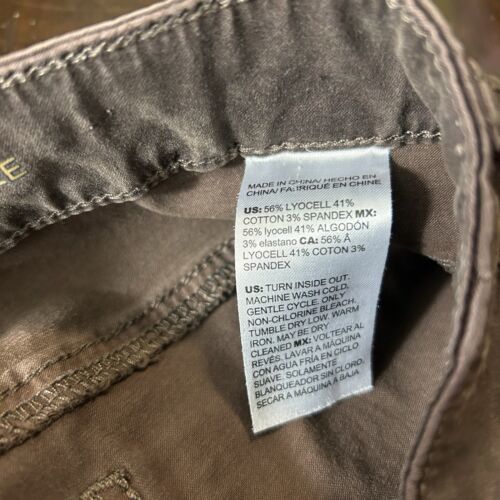 MADE IN CHINA/ HECHO EN
CHINA/ FABRIQUÉ EN CHINE
US: 56% LYOCELL 41%
COTTON 3% SPANDEX MX:
56% lyocell 41% ALGODÓN
3% elastano CA: 56% Á
LYOCELL 41% COTON 3%
SPANDEX
US: TURN INSIDE OUT.
MACHINE WASH COLD,
GENTLE CYCLE. ONLY
NON-CHLORINE BLEACH.
TUMBLE DRY LOW. WARM
IRON. MAY BE DRY
CLEANED MX: VOLTEAR AL
REVÉS. LAVAR A MÁQUINA
CON AGUA FRÍA EN CICLO
SUAVE. SOLAMENTE
BLANQUEADOR SIN CLORO.
SECAR A MÁQUINA A BAJA